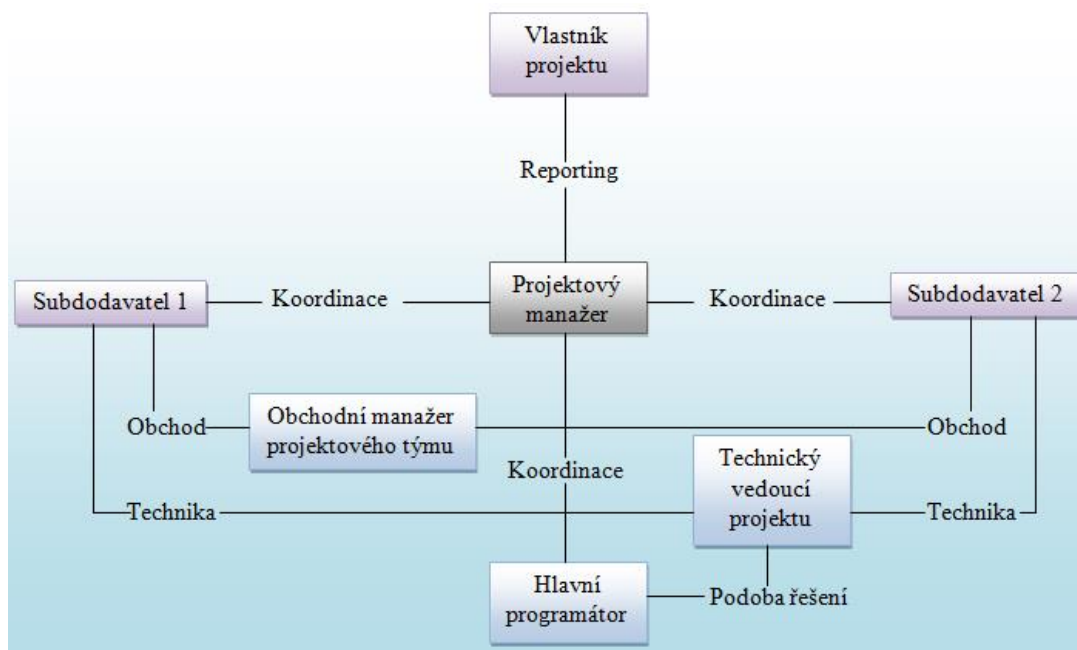 Vlastník
projektu
Reporting
Subdodavatel 1
Koordinace
Projektový
manažer
Koordinace
Subdodavatel 2
Obchod
Obchodní manažer
projektového týmu
Obchod
Koordinace
Technický
vedoucí
projektu
Technika
Technika
Hlavní
programátor
Podoba řešení